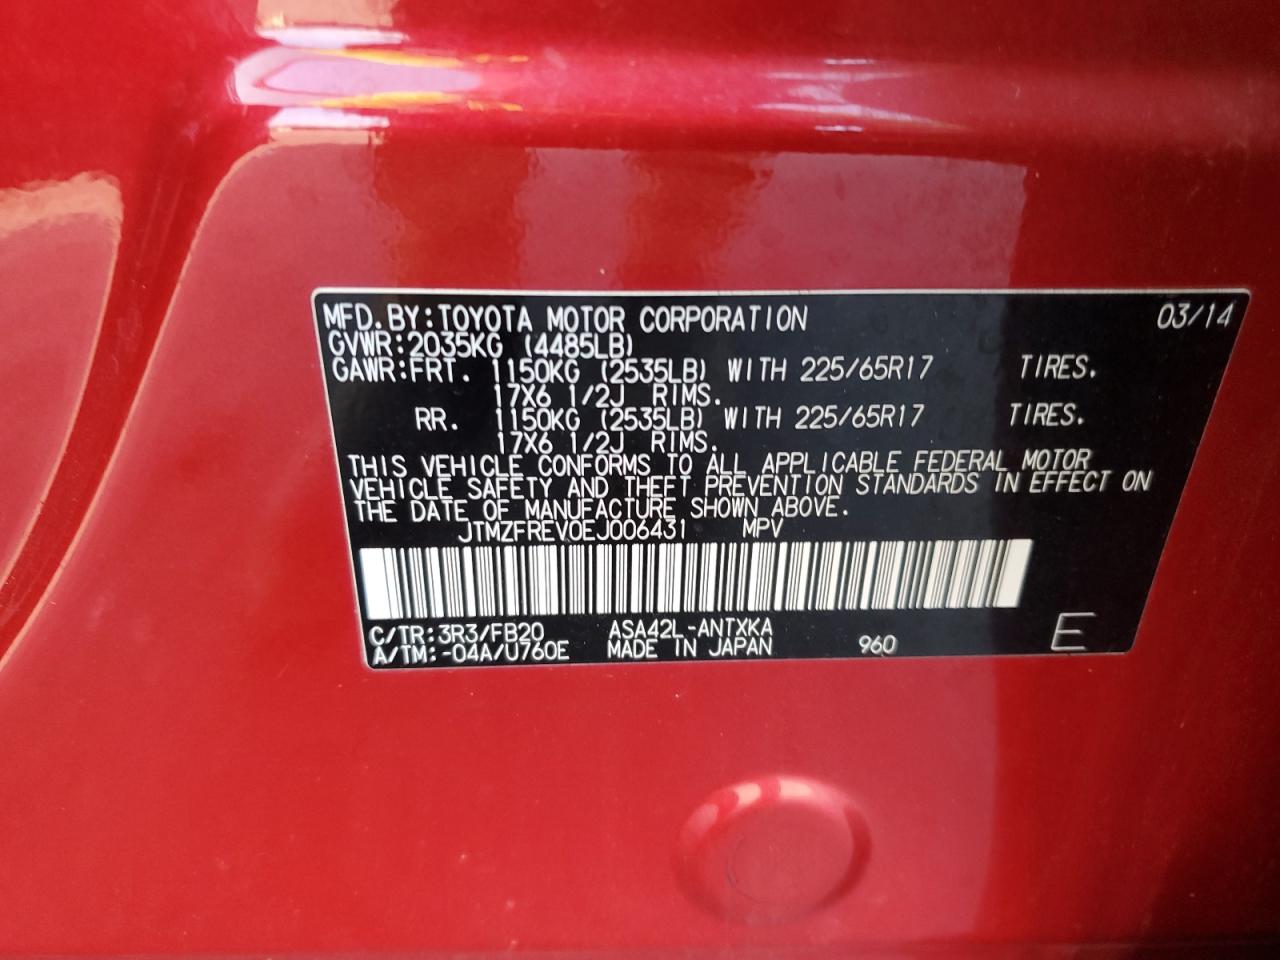 MFD. BY: TOYOTA MOTOR CORPORATION 03/14
GVWR: 2035KG (4485LB)
GAWR: FRT. 1150KG (2535LB) WITH 225/65R17 TIRES.
17X6 1/2J RIMS.
RR. 1150KG (2535LB) WITH 225/65R17 TIRES.
17X6 1/2J RIMS.
THIS VEHICLE CONFORMS TO ALL APPLICABLE FEDERAL MOTOR
VEHICLE SAFETY AND THEFT PREVENTION STANDARDS IN EFFECT ON
THE DATE OF MANUFACTURE SHOWN ABOVE.
JTMZFREV0EJ006431 MPV
C/TR: 3R3/FB20 ASA42L-ANTXKA
A/TM: -04A/U760E MADE IN JAPAN 960 E